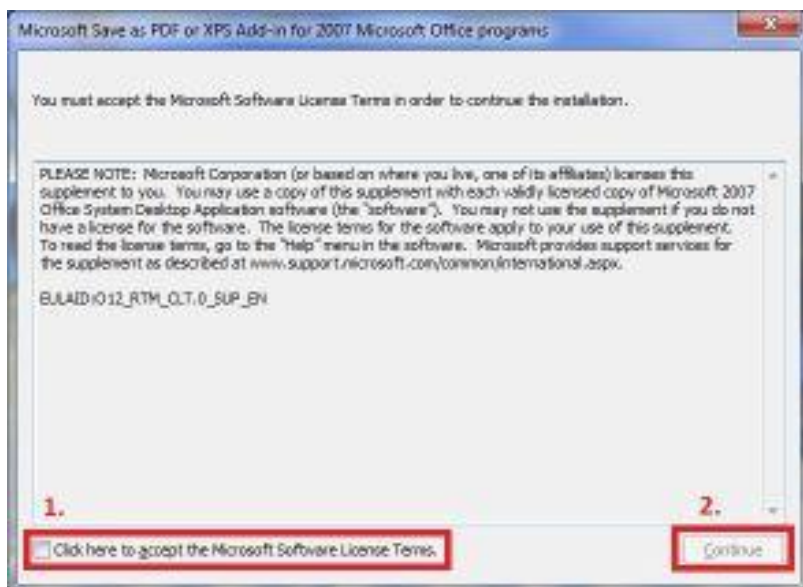 Microsoft Save as PDF or XPS Add-in for 2007 Microsoft Office programs
You must accept the Microsoft Software License Terms in order to continue the installation.
PLEASE NOTE: Microsoft Corporation (or based on where you live, one of its affiliates) licenses this
supplement to you. You may use a copy of this supplement with each validly licensed copy of Microsoft 2007
Office System Desktop Application software (the "software"). You may not use the supplement if you do not
have a license for the software. The license terms for the software apply to your use of this supplement.
To read the license terms, go to the "Help" menu in the software. Microsoft provides support services for
the supplement as described at www.support.microsoft.com/common/international.aspx.
EULAID:O12_RTM_CLT.0_SUP_EN
1.
2.
Click here to accept the Microsoft Software License Terms.
Continue